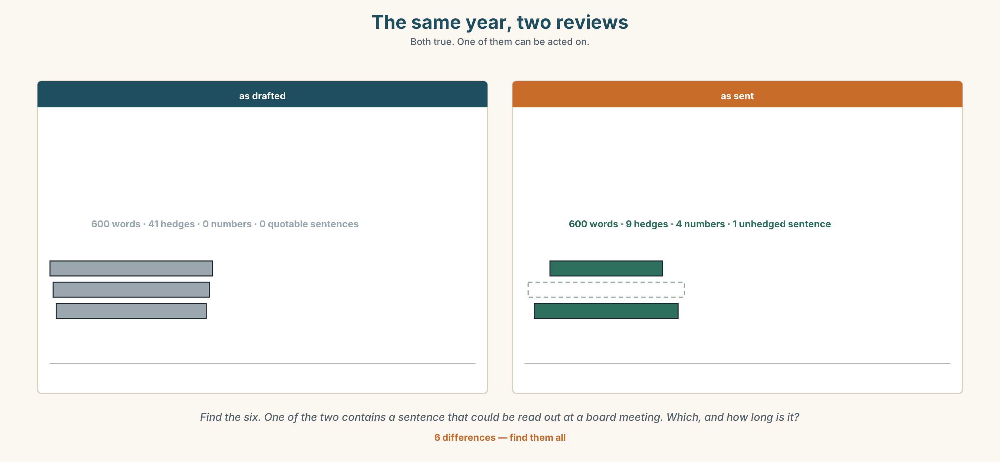 The same year, two reviews
Both true. One of them can be acted on.
as drafted
600 words · 41 hedges · 0 numbers · 0 quotable sentences
as sent
600 words · 9 hedges · 4 numbers · 1 unhedged sentence
Find the six. One of the two contains a sentence that could be read out at a board meeting. Which, and how long is it?
6 differences — find them all